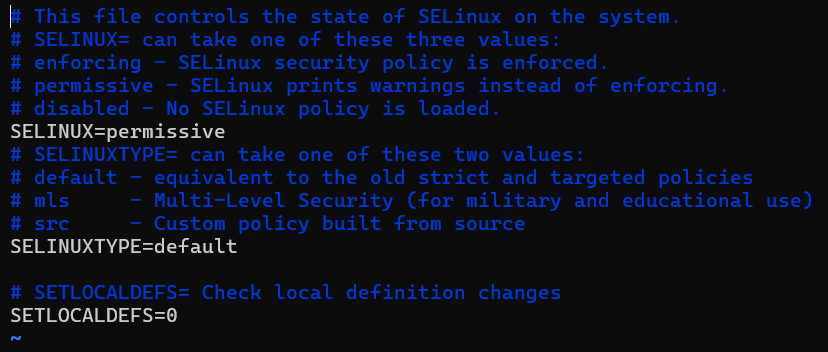 # This file controls the state of SELinux on the system.
# SELINUX= can take one of these three values:
# enforcing - SELinux security policy is enforced.
# permissive - SELinux prints warnings instead of enforcing.
# disabled - No SELinux policy is loaded.
SELINUX=permissive
# SELINUXTYPE= can take one of these two values:
# default - equivalent to the old strict and targeted policies
# mls     - Multi-Level Security (for military and educational use)
# src     - Custom policy built from source
SELINUXTYPE=default

# SETLOCALDEFS= Check local definition changes
SETLOCALDEFS=0
~